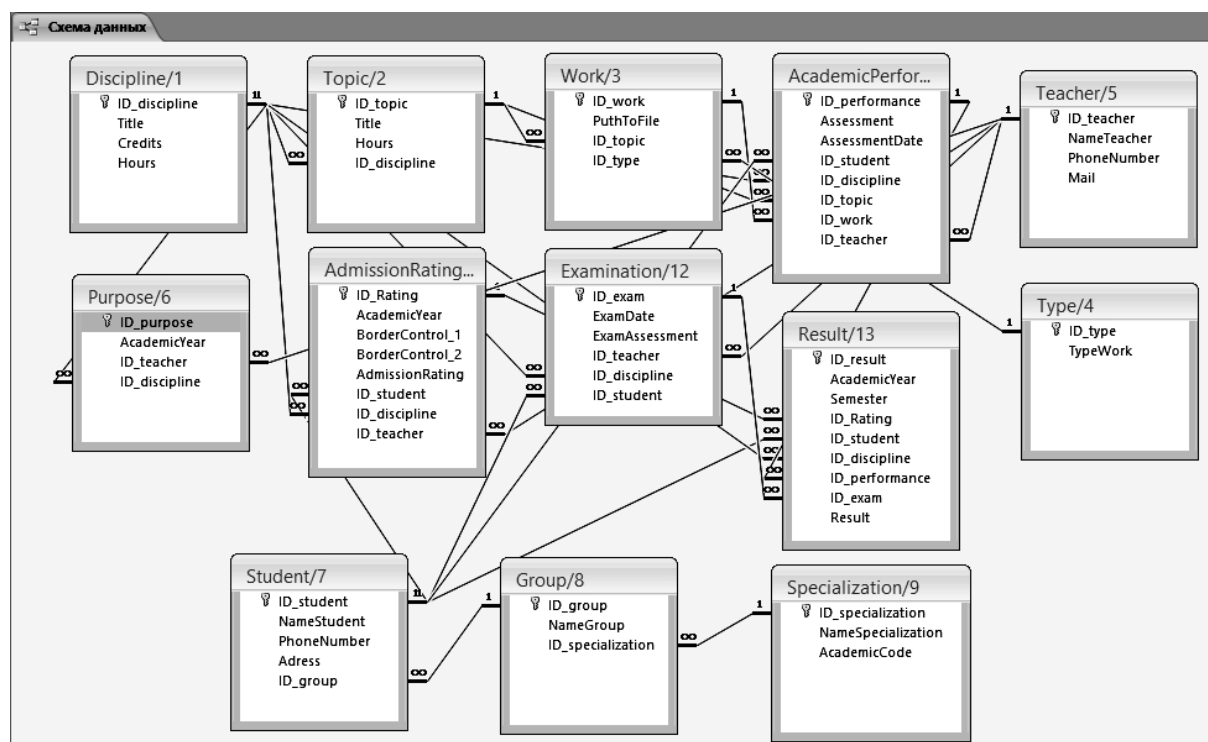 Схема данных
Discipline/1
ID_discipline
Title
Credits
Hours
Topic/2
ID_topic
Title
Hours
ID_discipline
Work/3
ID_work
PuthToFile
ID_topic
ID_type
AcademicPerfor...
ID_performance
Assessment
AssessmentDate
ID_student
ID_discipline
ID_topic
ID_work
ID_teacher
Teacher/5
ID_teacher
NameTeacher
PhoneNumber
Mail
Purpose/6
ID_purpose
AcademicYear
ID_teacher
ID_discipline
AdmissionRating...
ID_Rating
AcademicYear
BorderControl_1
BorderControl_2
AdmissionRating
ID_student
ID_discipline
ID_teacher
Examination/12
ID_exam
ExamDate
ExamAssessment
ID_teacher
ID_discipline
ID_student
Result/13
ID_result
AcademicYear
Semester
ID_Rating
ID_student
ID_discipline
ID_performance
ID_exam
Result
Type/4
ID_type
TypeWork
Student/7
ID_student
NameStudent
PhoneNumber
Adress
ID_group
Group/8
ID_group
NameGroup
ID_specialization
Specialization/9
ID_specialization
NameSpecialization
AcademicCode